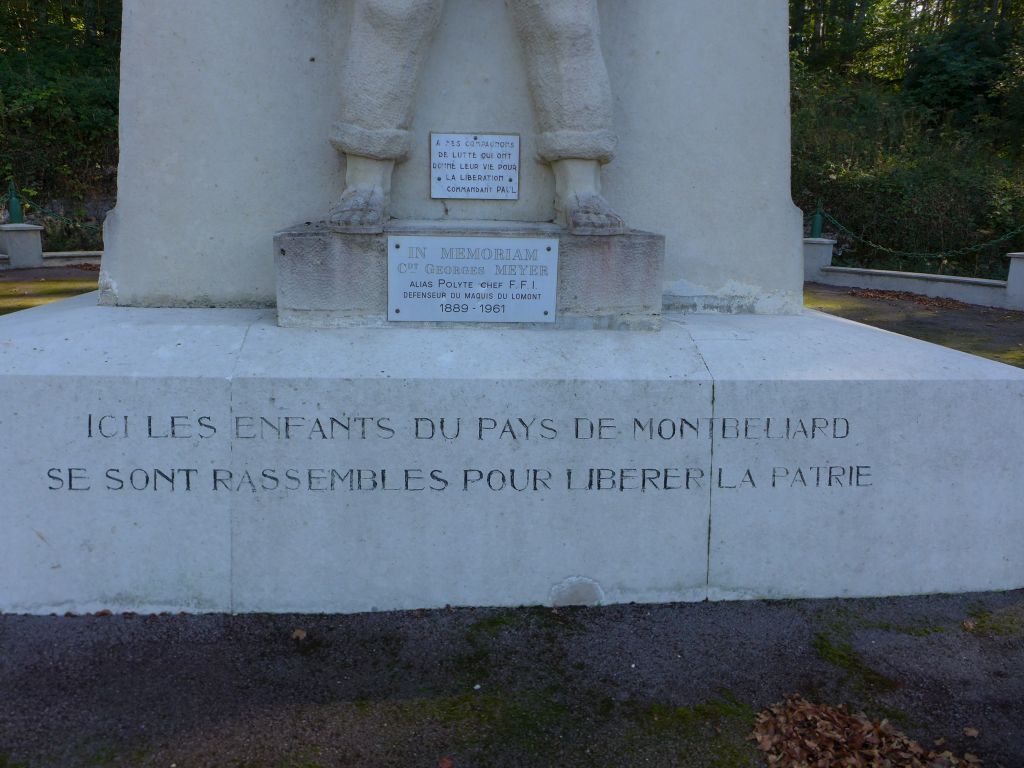 A MES COMPAGNONS
DE LUTTE QUI ONT
DONNÉ LEUR VIE POUR
LA LIBÉRATION
COMMANDANT PAUL
IN MEMORIAM
CDT GEORGES MEYER
ALIAS POLYTE CHEF F.F.I.
DEFENSEUR DU MAQUIS DU LOMONT
1889-1961
ICI LES ENFANTS DU PAYS DE MONTBELIARD
SE SONT RASSEMBLES POUR LIBERER LA PATRIE